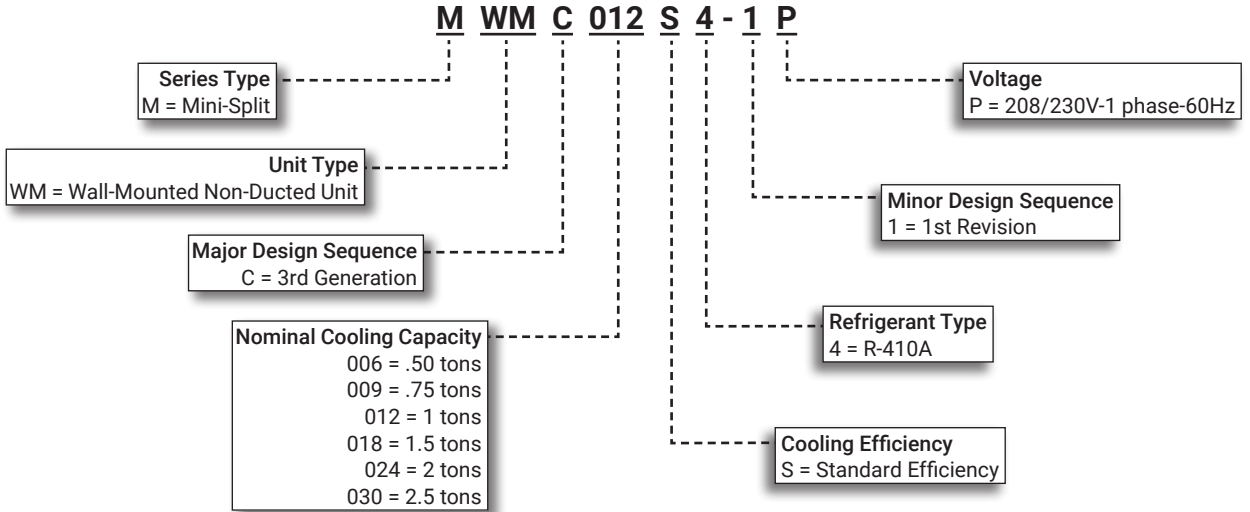 M WM C 012 S 4 - 1 P
Series Type
M = Mini-Split
Voltage
P = 208/230V-1 phase-60Hz
Unit Type
WM = Wall-Mounted Non-Ducted Unit
Minor Design Sequence
1 = 1st Revision
Major Design Sequence
C = 3rd Generation
Nominal Cooling Capacity
006 = .50 tons
009 = .75 tons
012 = 1 tons
018 = 1.5 tons
024 = 2 tons
030 = 2.5 tons
Refrigerant Type
4 = R-410A
Cooling Efficiency
S = Standard Efficiency